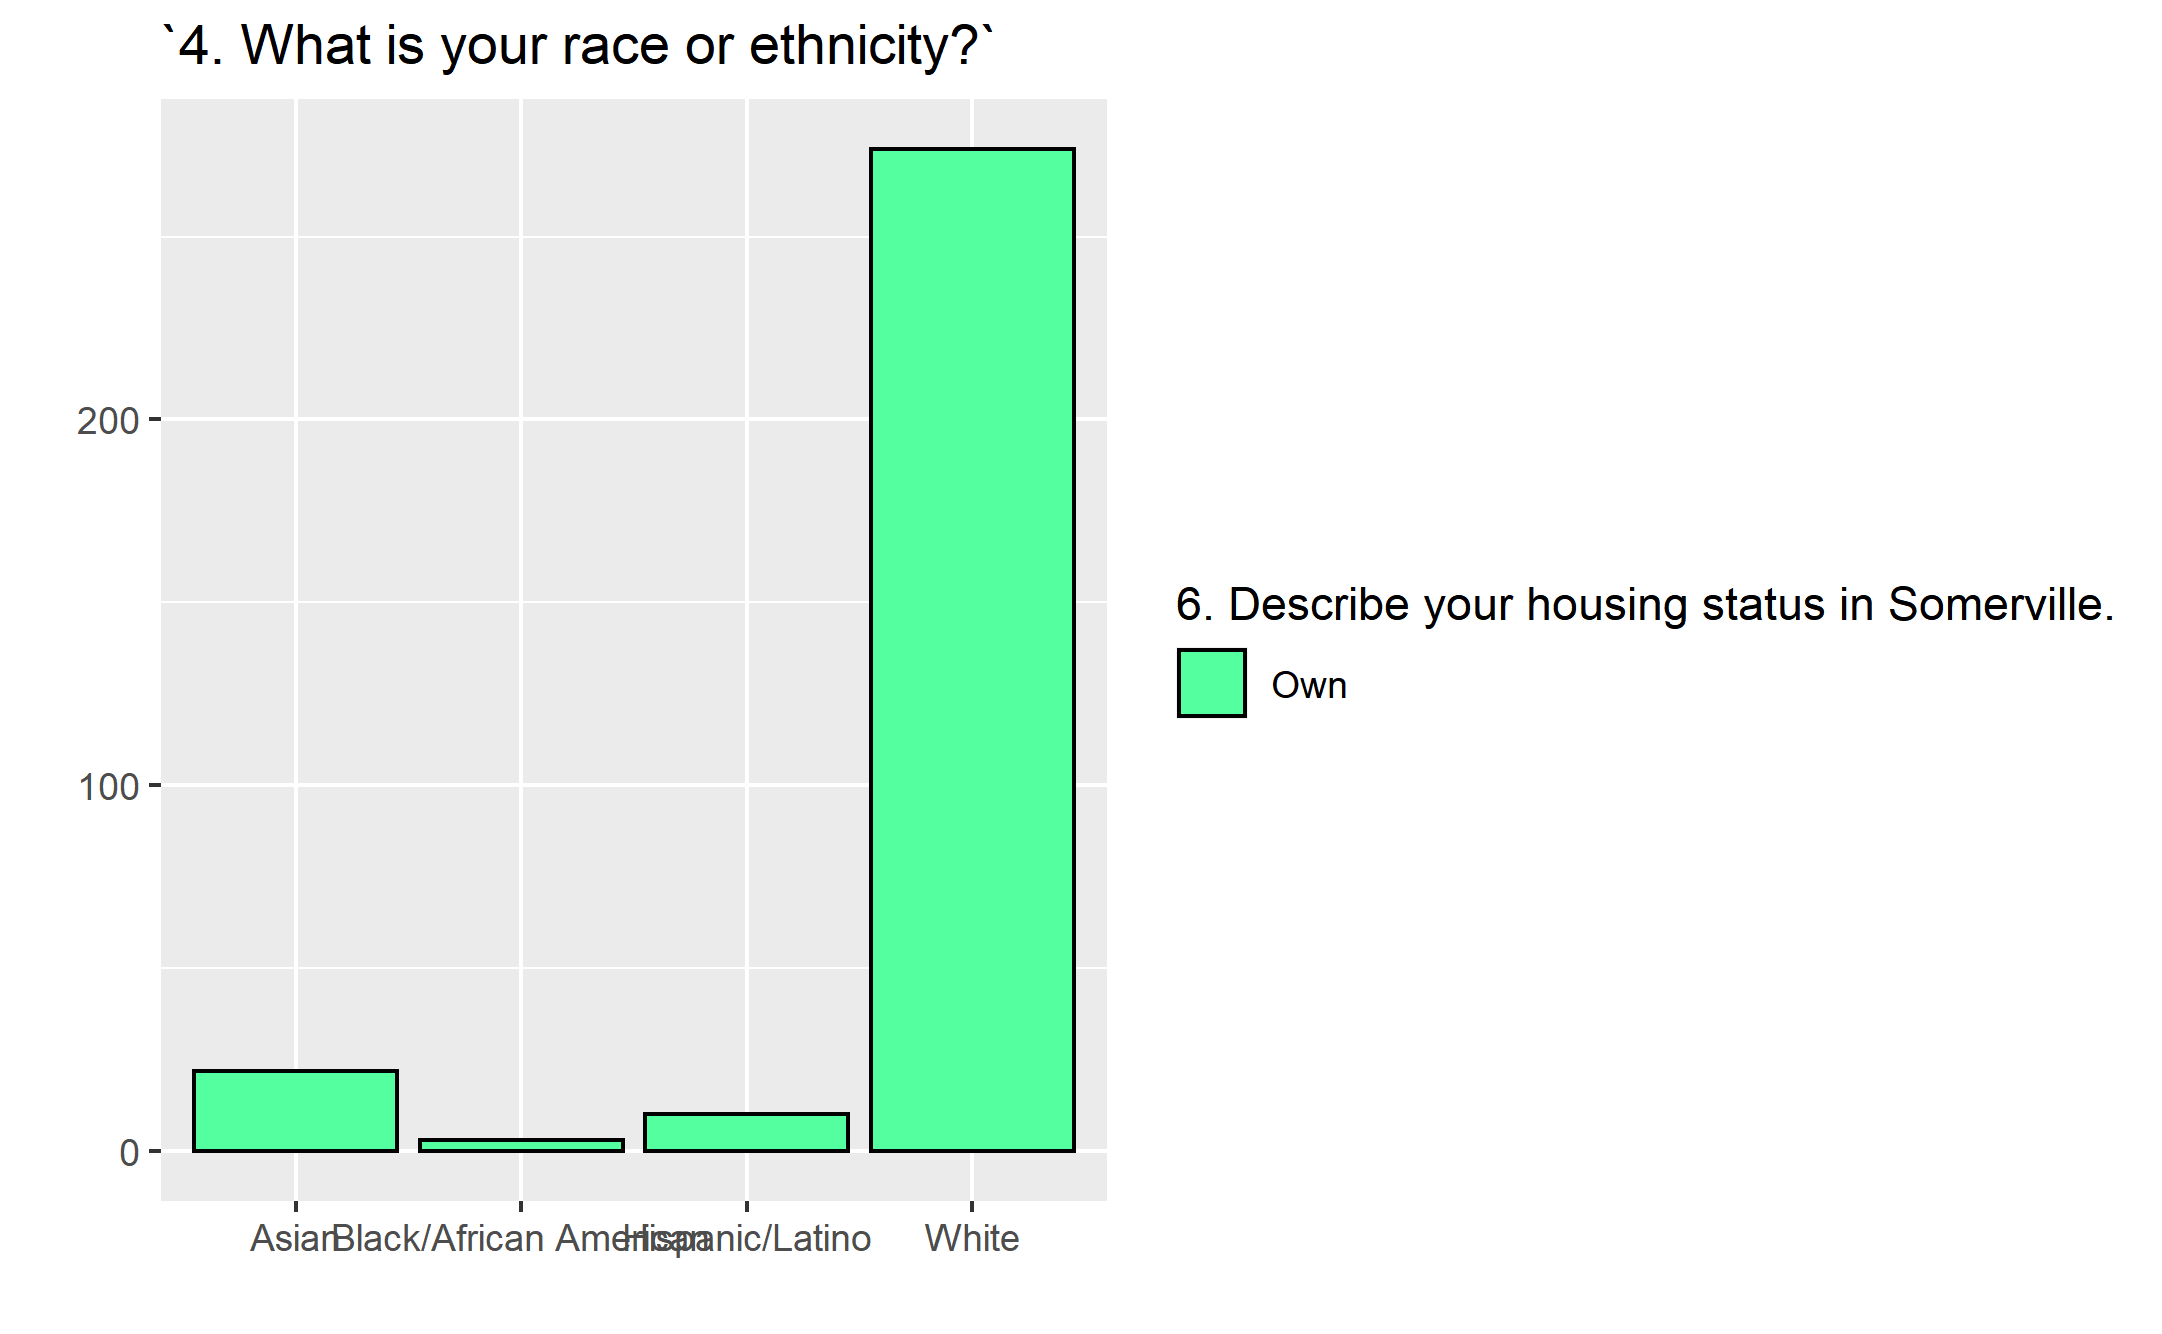 `4. What is your race or ethnicity?`
200
100
0
Asian Black/African American Hispanic/Latino White
6. Describe your housing status in Somerville.
Own